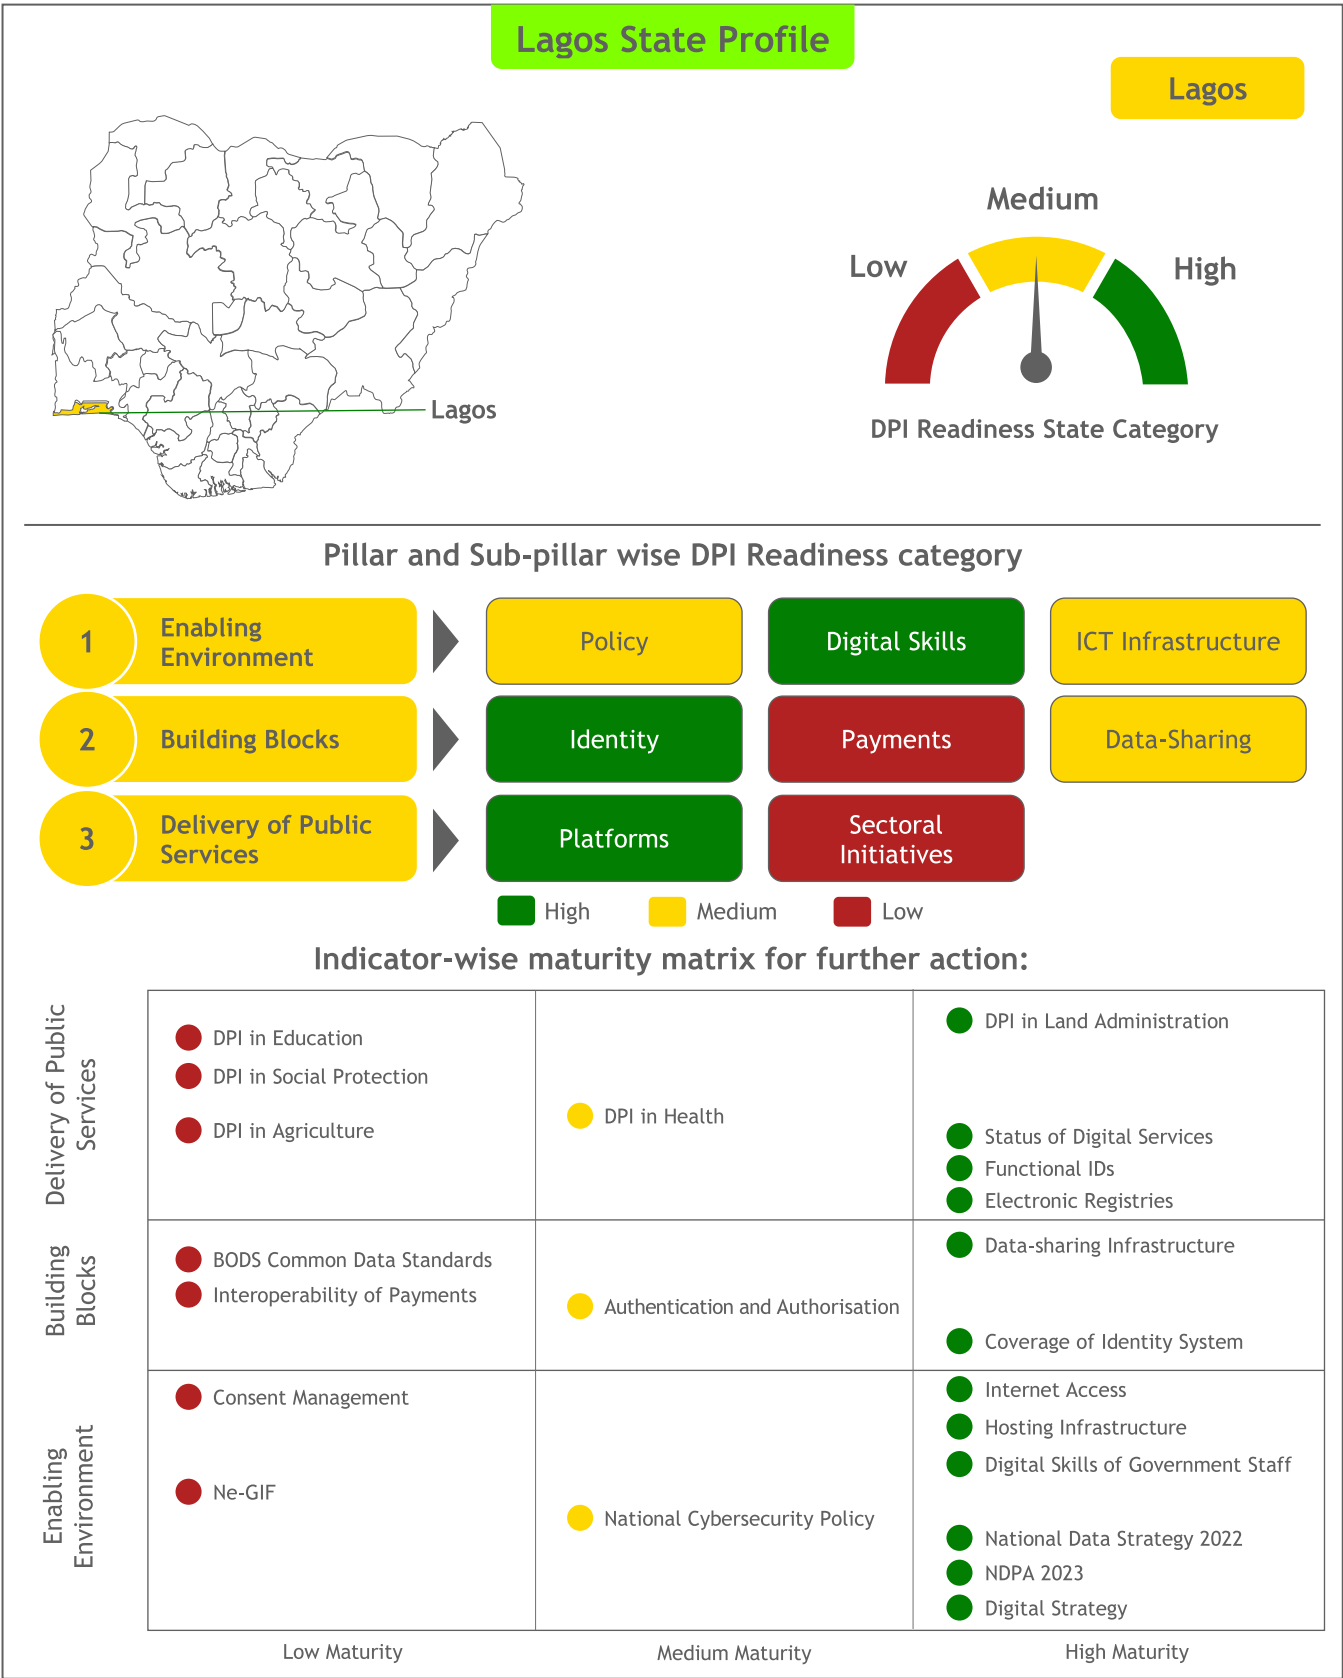 Lagos State Profile
Lagos
Medium
Low
High
Lagos
DPI Readiness State Category
Pillar and Sub-pillar wise DPI Readiness category
1
Enabling
Environment
Policy
Digital Skills
ICT Infrastructure
2
Building Blocks
Identity
Payments
Data-Sharing
3
Delivery of Public
Services
Platforms
Sectoral
Initiatives
High
Medium
Low
Indicator-wise maturity matrix for further action:
Delivery of Public
Services
DPI in Education
DPI in Social Protection
DPI in Agriculture
DPI in Health
DPI in Land Administration
Status of Digital Services
Functional IDs
Electronic Registries
Building
Blocks
BODS Common Data Standards
Interoperability of Payments
Authentication and Authorisation
Data-sharing Infrastructure
Coverage of Identity System
Enabling
Environment
Consent Management
Ne-GIF
National Cybersecurity Policy
Internet Access
Hosting Infrastructure
Digital Skills of Government Staff
National Data Strategy 2022
NDPA 2023
Digital Strategy
Low Maturity
Medium Maturity
High Maturity